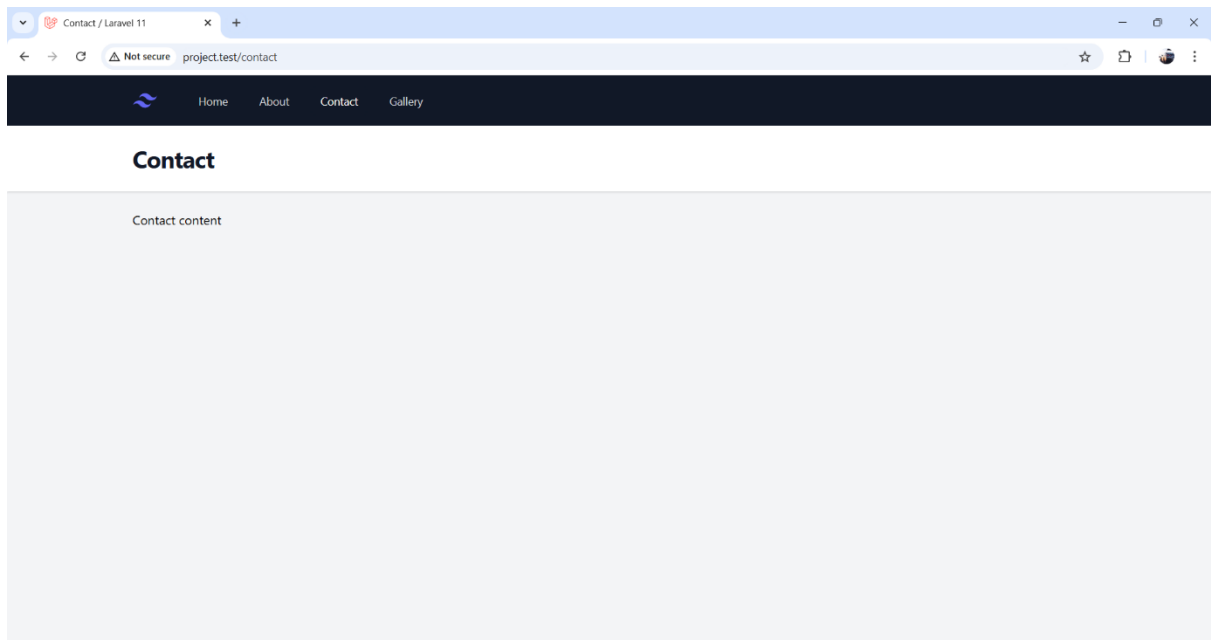 Contact / Laravel 11
Not secure project.test/contact
Home About Contact Gallery
Contact
Contact content